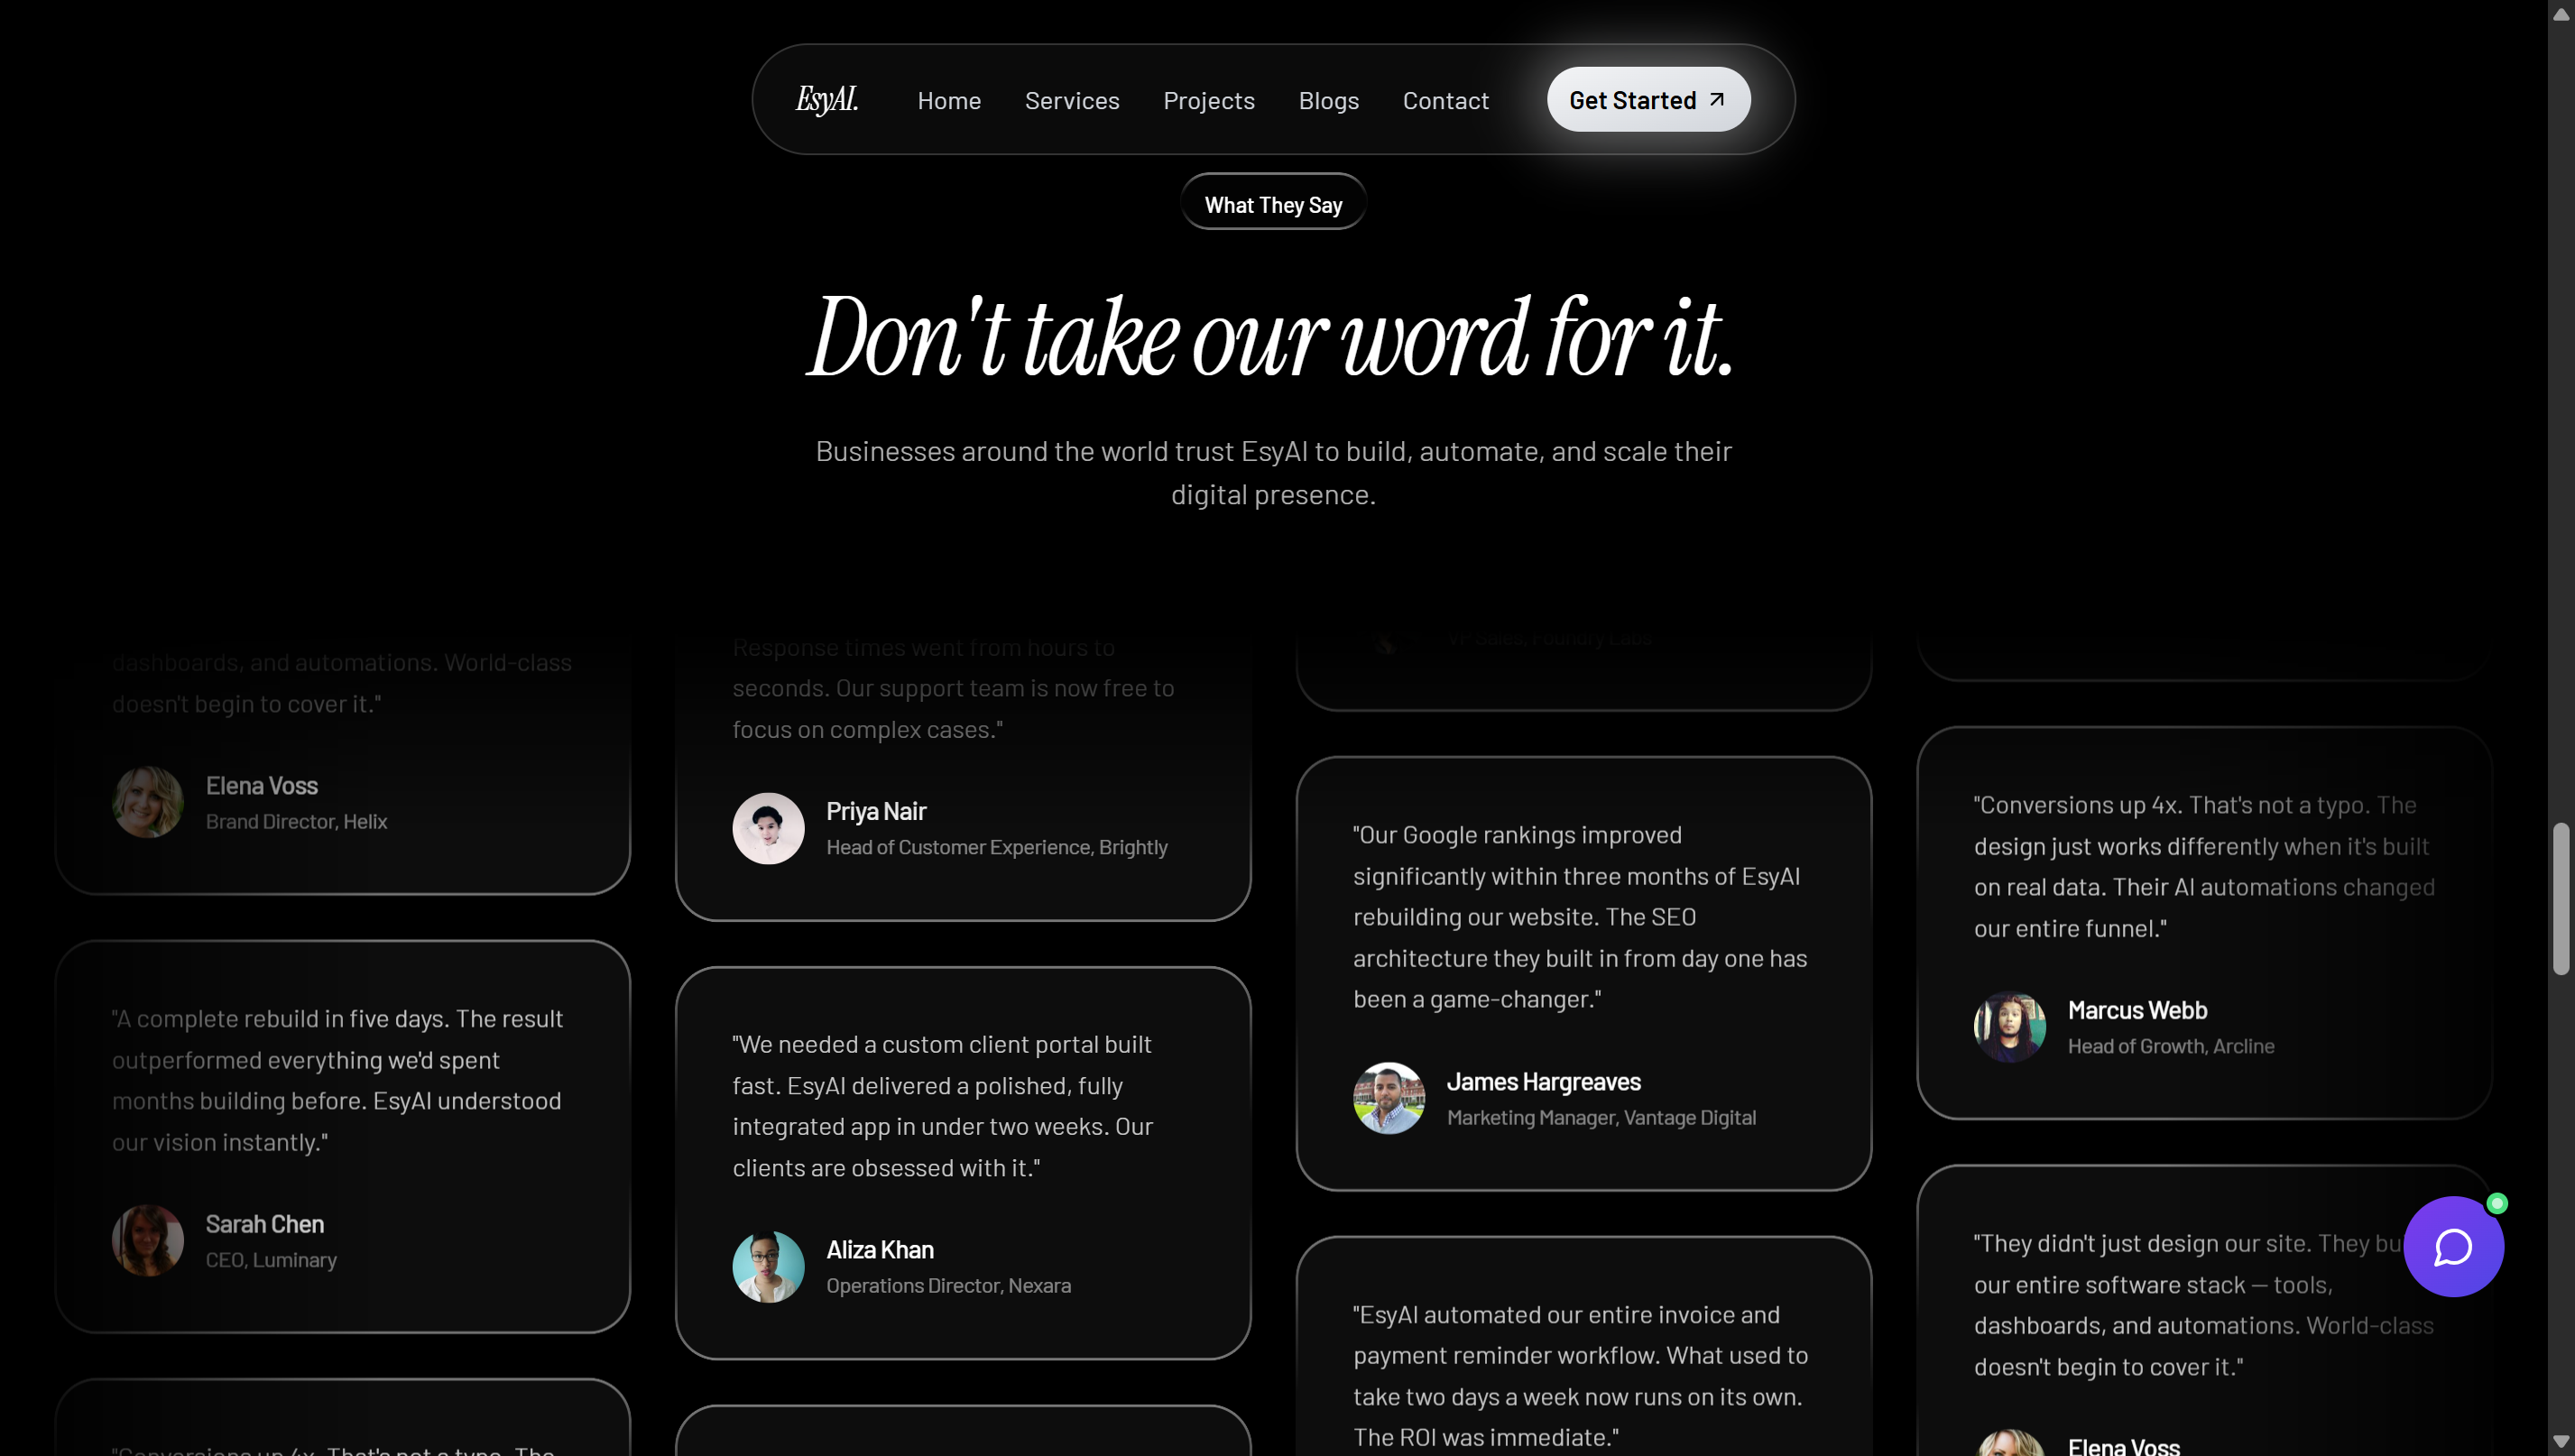 EsyAI.
Home
Services
Projects
Blogs
Contact
Get Started
What They Say
Don't take our word for it.
Businesses around the world trust EsyAI to build, automate, and scale their
digital presence.
dashboards, and automations. World-class
doesn't begin to cover it."
Elena Voss
Brand Director, Helix
"A complete rebuild in five days. The result
outperformed everything we'd spent
months building before. EsyAI understood
our vision instantly."
Sarah Chen
CEO, Luminary
"Conversions up 4x. That's not a typo. The
Response times went from hours to
seconds. Our support team is now free to
focus on complex cases."
Priya Nair
Head of Customer Experience, Brightly
"We needed a custom client portal built
fast. EsyAI delivered a polished, fully
integrated app in under two weeks. Our
clients are obsessed with it."
Aliza Khan
Operations Director, Nexara
VP Sales, Foundry Labs
"Our Google rankings improved
significantly within three months of EsyAI
rebuilding our website. The SEO
architecture they built in from day one has
been a game-changer."
James Hargreaves
Marketing Manager, Vantage Digital
"EsyAI automated our entire invoice and
payment reminder workflow. What used to
take two days a week now runs on its own.
The ROI was immediate."
"Conversions up 4x. That's not a typo. The
design just works differently when it's built
on real data. Their AI automations changed
our entire funnel."
Marcus Webb
Head of Growth, Arcline
"They didn't just design our site. They
our entire software stack — tools,
dashboards, and automations. World-class
doesn't begin to cover it."
Elena Voss